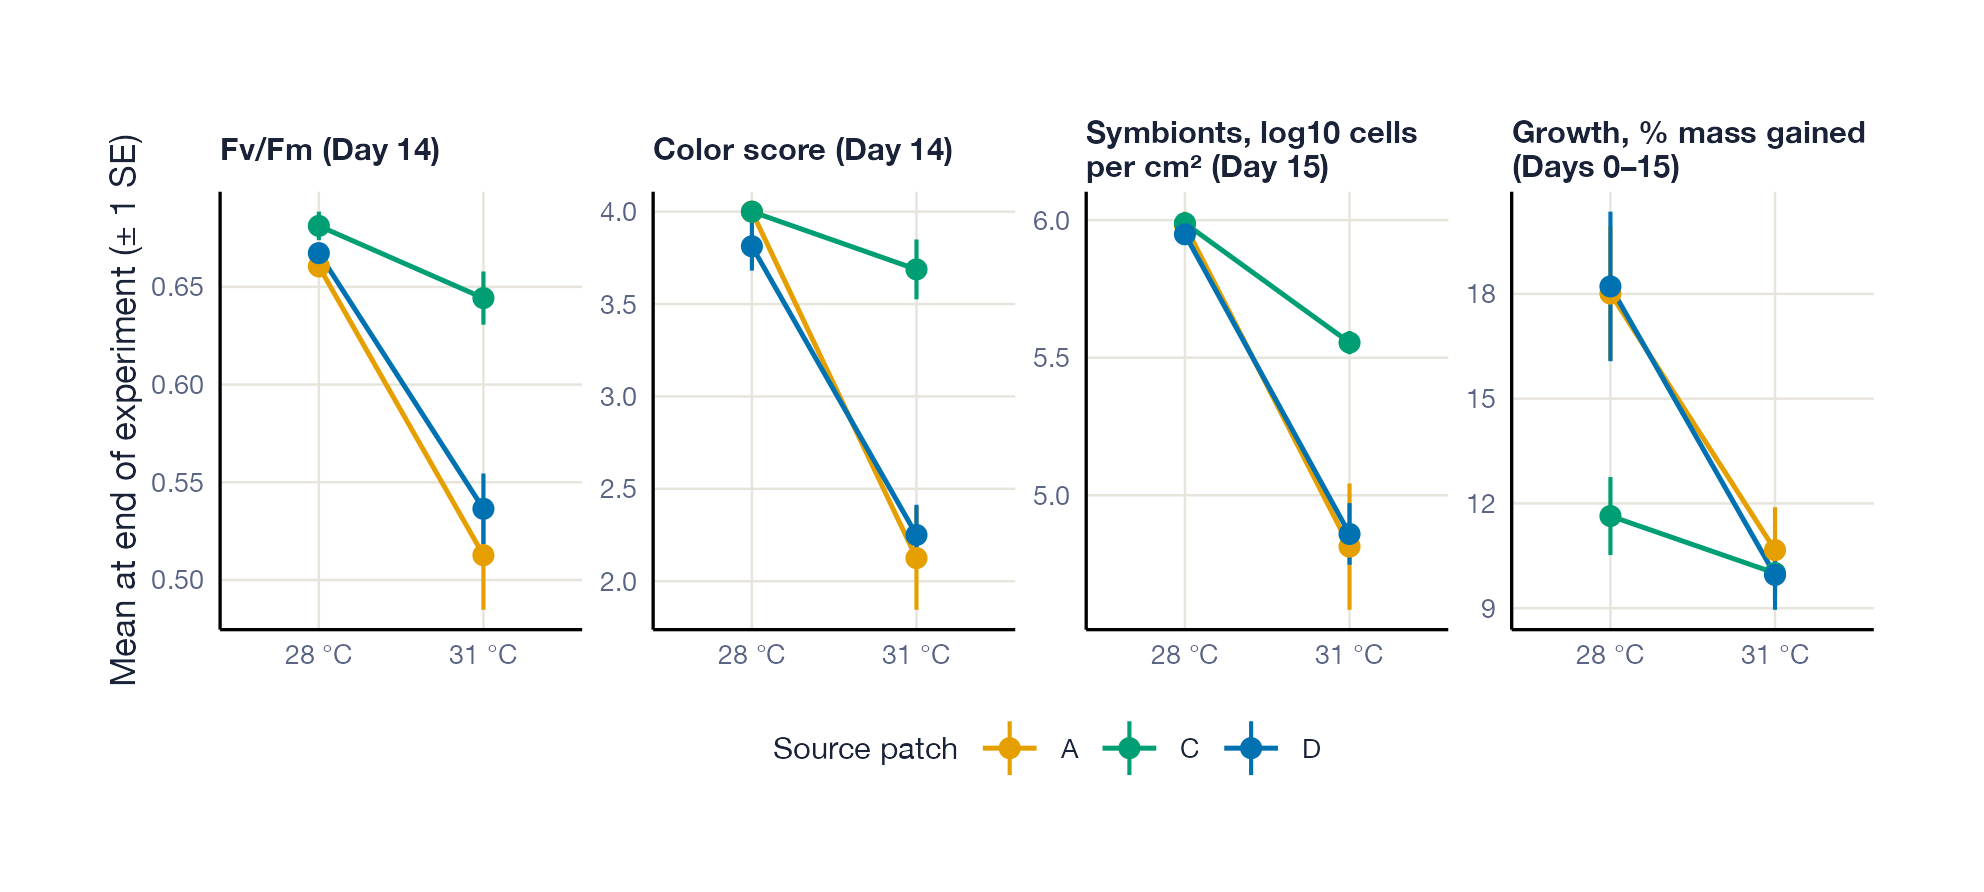 Mean at end of experiment (± 1 SE)
Fv/Fm (Day 14)
0.65
0.60
0.55
0.50
28 °C
31 °C
Color score (Day 14)
4.0
3.5
3.0
2.5
2.0
28 °C
31 °C
Symbionts, log10 cells
per cm² (Day 15)
6.0
5.5
5.0
28 °C
31 °C
Growth, % mass gained
(Days 0–15)
18
15
12
9
28 °C
31 °C
Source patch A C D